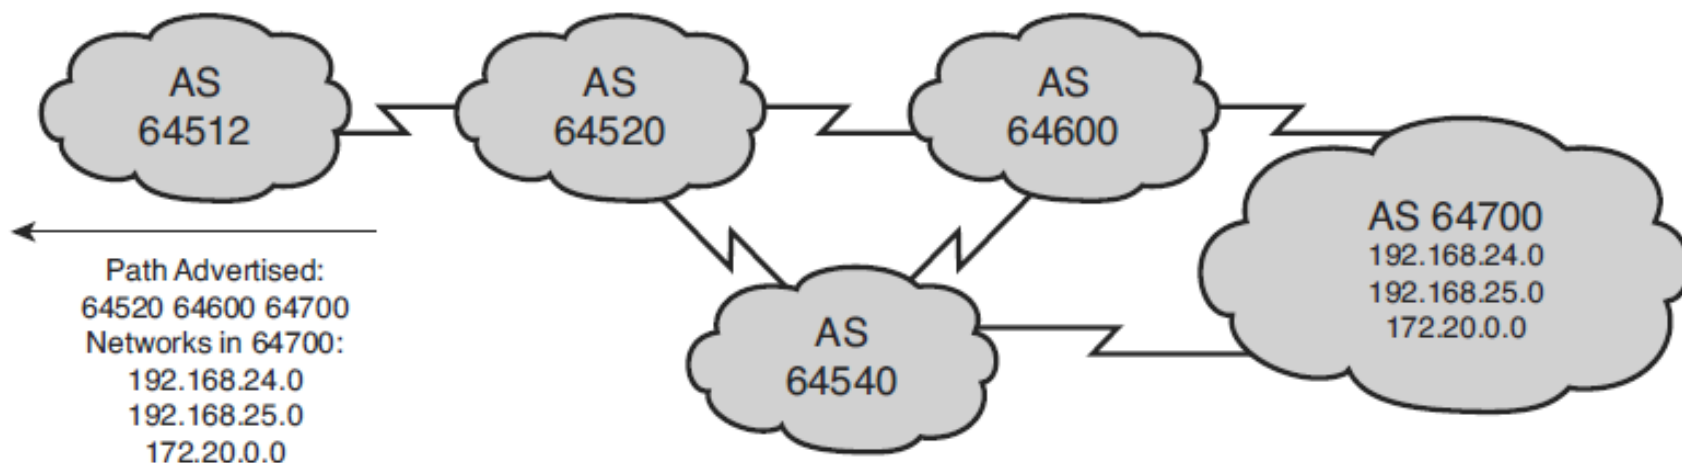 AS
64512
AS
64520
AS
64600
AS 64700
192.168.24.0
192.168.25.0
172.20.0.0
AS
64540
Path Advertised:
64520 64600 64700
Networks in 64700:
192.168.24.0
192.168.25.0
172.20.0.0